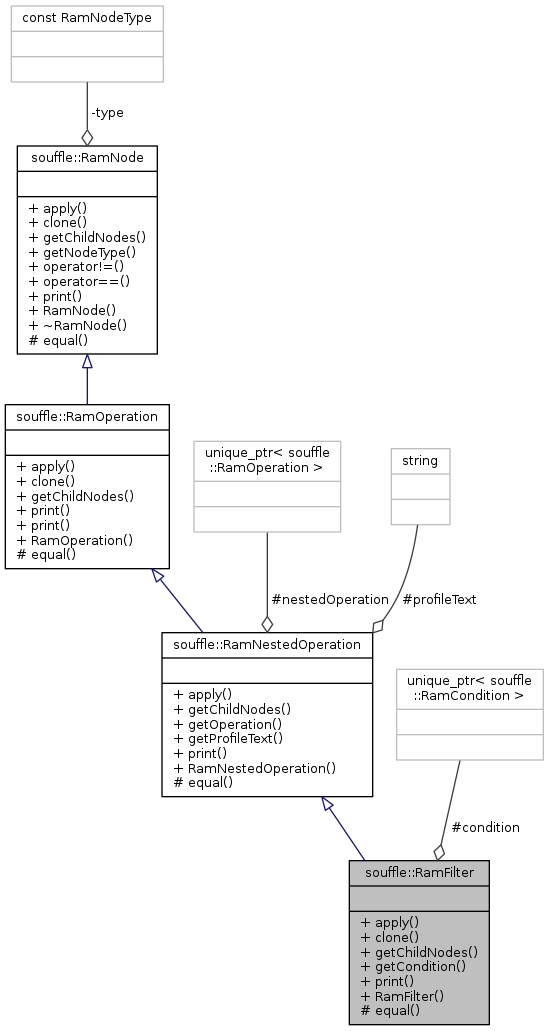 const RamNodeType
-type
souffle::RamNode
+ apply()
+ clone()
+ getChildNodes()
+ getNodeType()
+ operator!=()
+ operator==()
+ print()
+ RamNode()
+ ~RamNode()
# equal()
souffle::RamOperation
+ apply()
+ clone()
+ getChildNodes()
+ print()
+ print()
+ RamOperation()
# equal()
unique_ptr< souffle
::RamOperation >
string
#nestedOperation
#profileText
souffle::RamNestedOperation
+ apply()
+ getChildNodes()
+ getOperation()
+ getProfileText()
+ print()
+ RamNestedOperation()
# equal()
unique_ptr< souffle
::RamCondition >
#condition
souffle::RamFilter
+ apply()
+ clone()
+ getChildNodes()
+ getCondition()
+ print()
+ RamFilter()
# equal()